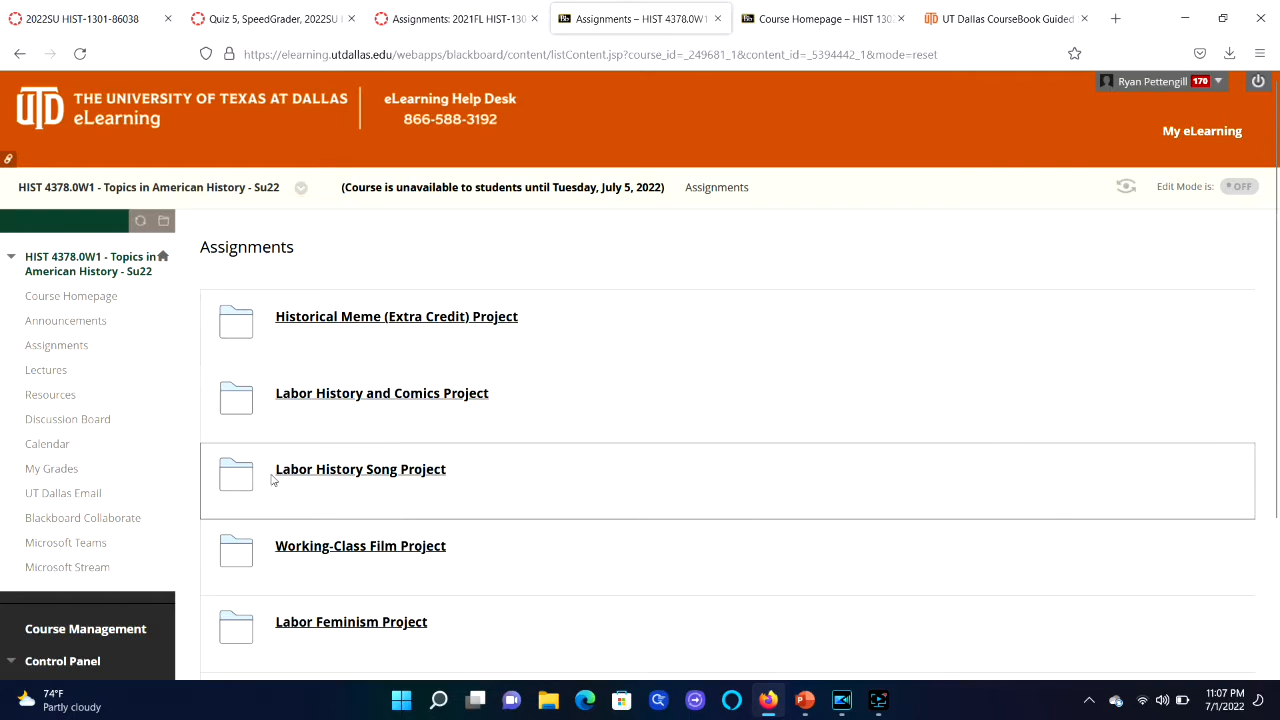 2022SU HIST-1301-86038
Quiz 5, SpeedGrader, 2022SU
Assignments: 2021FL HIST-130
Bb Assignments – HIST 4378.0W1
Bb Course Homepage – HIST 130
UTD UT Dallas CourseBook Guided
https://elearning.utdallas.edu/webapps/blackboard/content/listContent.jsp?course_id=_249681_1&content_id=_5394442_1&mode=reset
Ryan Pettengill 170
UTD THE UNIVERSITY OF TEXAS AT DALLAS
eLearning
eLearning Help Desk
866-588-3192
My eLearning
HIST 4378.0W1 - Topics in American History - Su22
(Course is unavailable to students until Tuesday, July 5, 2022)
Assignments
Edit Mode is: OFF
HIST 4378.0W1 - Topics in
American History - Su22
Course Homepage
Announcements
Assignments
Lectures
Resources
Discussion Board
Calendar
My Grades
UT Dallas Email
Blackboard Collaborate
Microsoft Teams
Microsoft Stream
Course Management
Control Panel
Assignments
Historical Meme (Extra Credit) Project
Labor History and Comics Project
Labor History Song Project
Working-Class Film Project
Labor Feminism Project
74°F
Partly cloudy
11:07 PM
7/1/2022